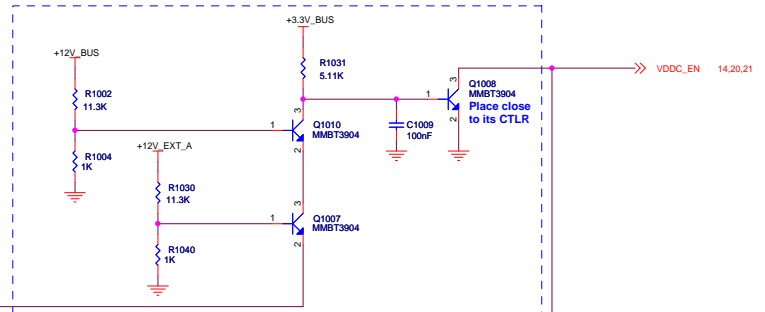 +3.3V_BUS
+12V_BUS
R1031
5.11K
VDDC_EN 14,20,21
3
Q1008
1
MMBT3904
R1002
11.3K
Place close
to its CTLR
2
3
C1009
100nF
Q1010
1
MMBT3904
+12V_EXT_A
2
R1004
1K
R1030
11.3K
3
Q1007
1
MMBT3904
2
R1040
1K